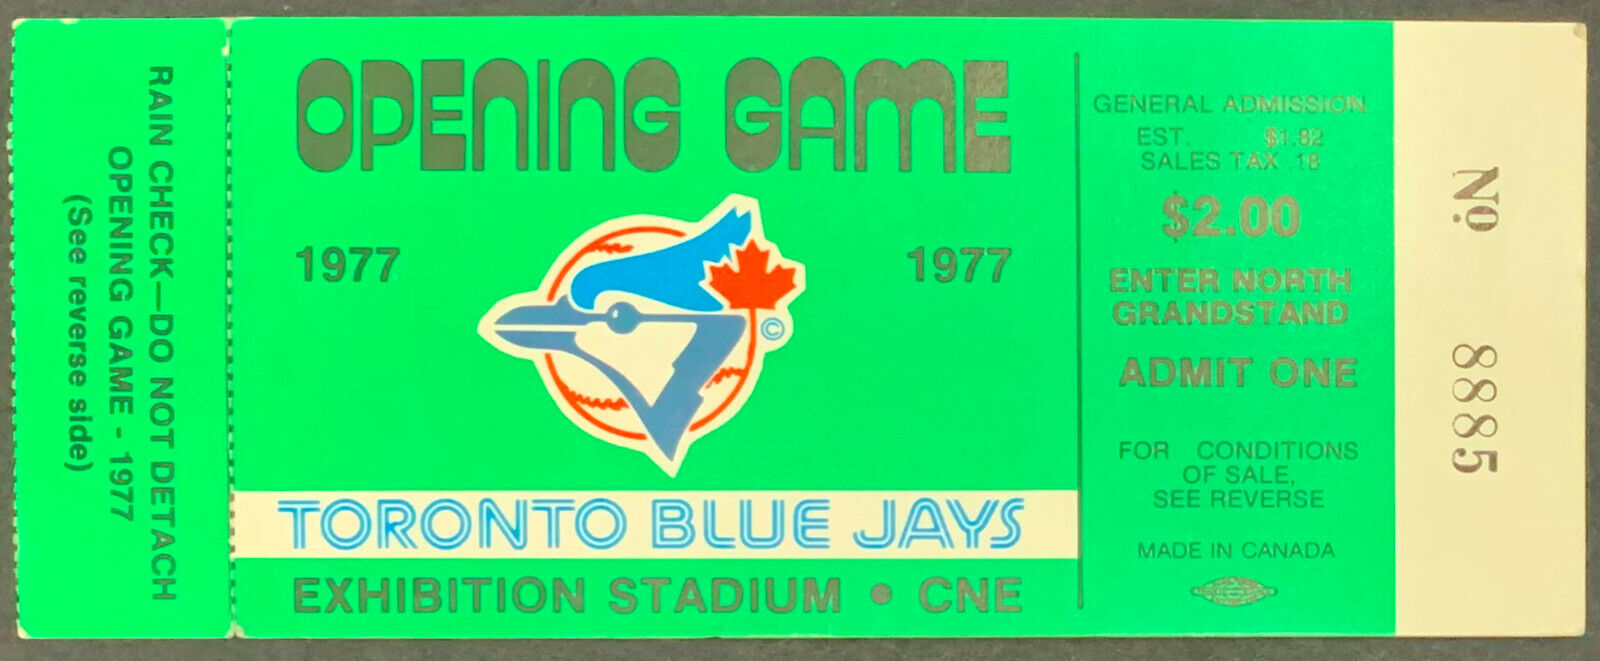 RAIN CHECK—DO NOT DETACH
OPENING GAME - 1977
(See reverse side)
OPENING GAME
1977 1977
©
TORONTO BLUE JAYS
EXHIBITION STADIUM • CNE
GENERAL ADMISSION
EST. $1.82
SALES TAX .18
$2.00
ENTER NORTH
GRANDSTAND
ADMIT ONE
FOR CONDITIONS
OF SALE,
SEE REVERSE
MADE IN CANADA
No. 8885